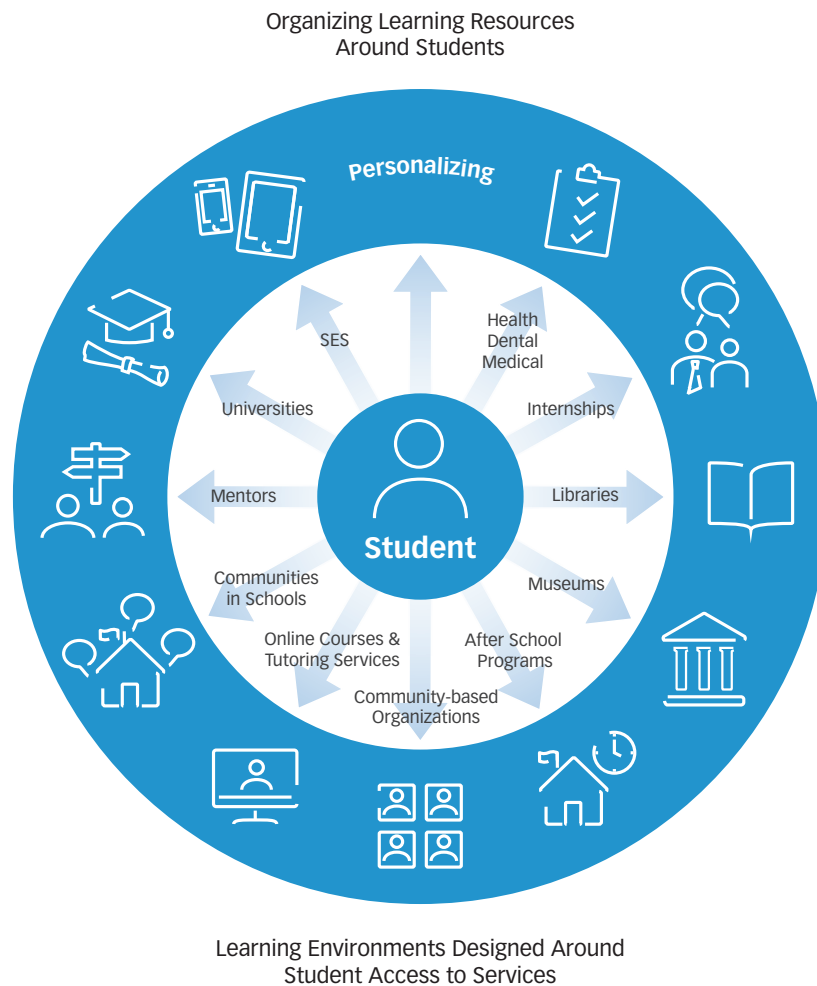 Organizing Learning Resources
Around Students
Personalizing
SES
Health
Dental
Medical
Universities
Internships
Mentors
Libraries
Student
Communities
in Schools
Museums
Online Courses &
Tutoring Services
After School
Programs
Community-based
Organizations
Learning Environments Designed Around
Student Access to Services